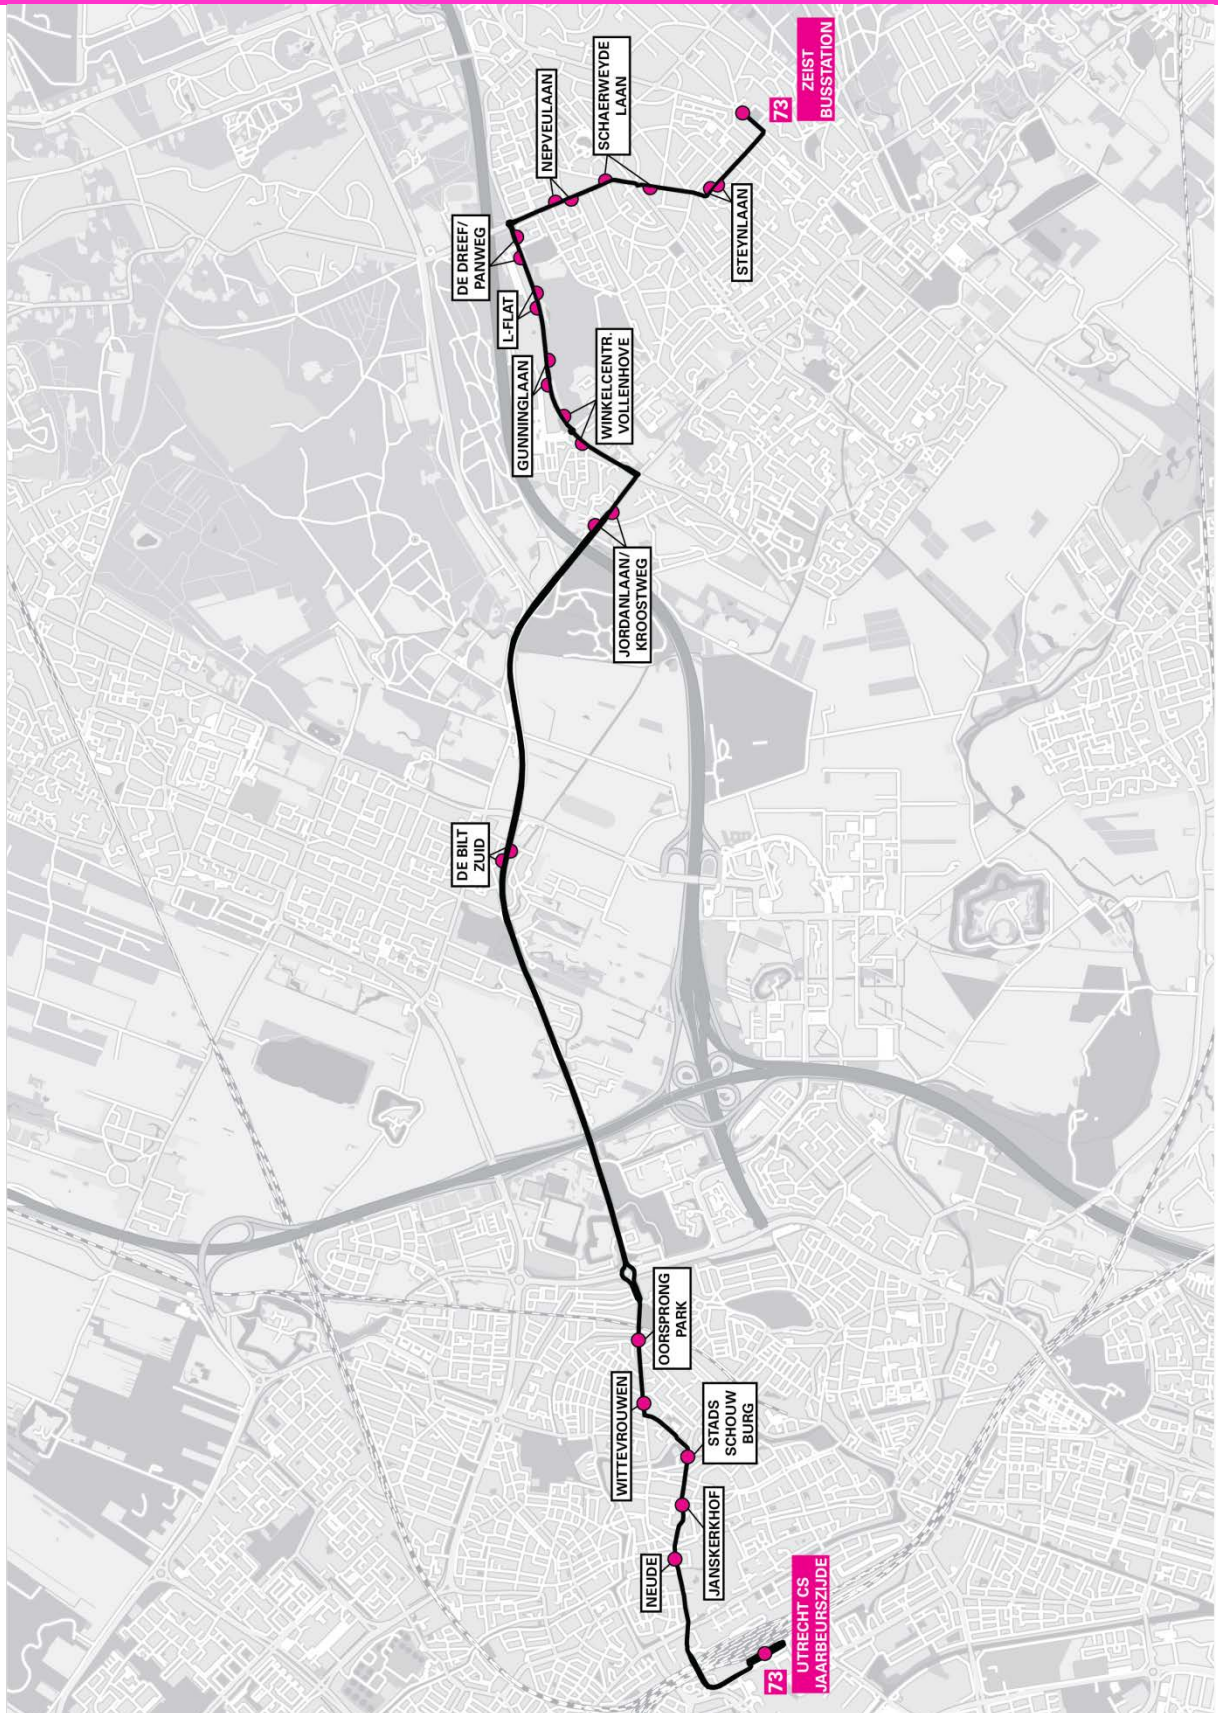 73
UTRECHT CS
JAARBEURSZIJDE
NEUDE
JANSKERKHOF
STADS
SCHOUW
BURG
WITTEVROUWEN
OORSPRONG
PARK
DE BILT
ZUID
JORDANLAAN/
KROOSTWEG
WINKELCENTR.
VOLLENHOVE
GUNNINGLAAN
L-FLAT
DE DREEF/
PANWEG
NEPVEULAAN
SCHAERWEYDE
LAAN
STEYNLAAN
73
ZEIST
BUSSTATION